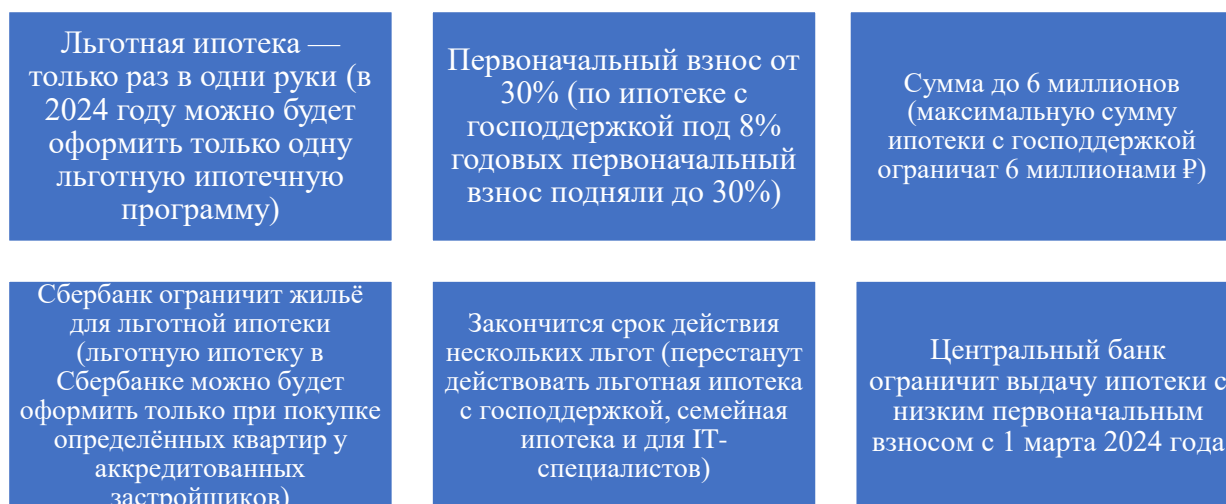 Льготная ипотека —
только раз в одни руки (в
2024 году можно будет
оформить только одну
льготную ипотечную
программу)
Первоначальный взнос от
30% (по ипотеке с
господдержкой под 8%
годовых первоначальный
взнос подняли до 30%)
Сумма до 6 миллионов
(максимальную сумму
ипотеки с господдержкой
ограничат 6 миллионами ₽)
Сбербанк ограничит жильё
для льготной ипотеки
(льготную ипотеку в
Сбербанке можно будет
оформить только при покупке
определённых квартир у
аккредитованных
застройщиков)
Закончится срок действия
нескольких льгот (перестанут
действовать льготная ипотека
с господдержкой, семейная
ипотека и для IT-
специалистов)
Центральный банк
ограничит выдачу ипотеки с
низким первоначальным
взносом с 1 марта 2024 года